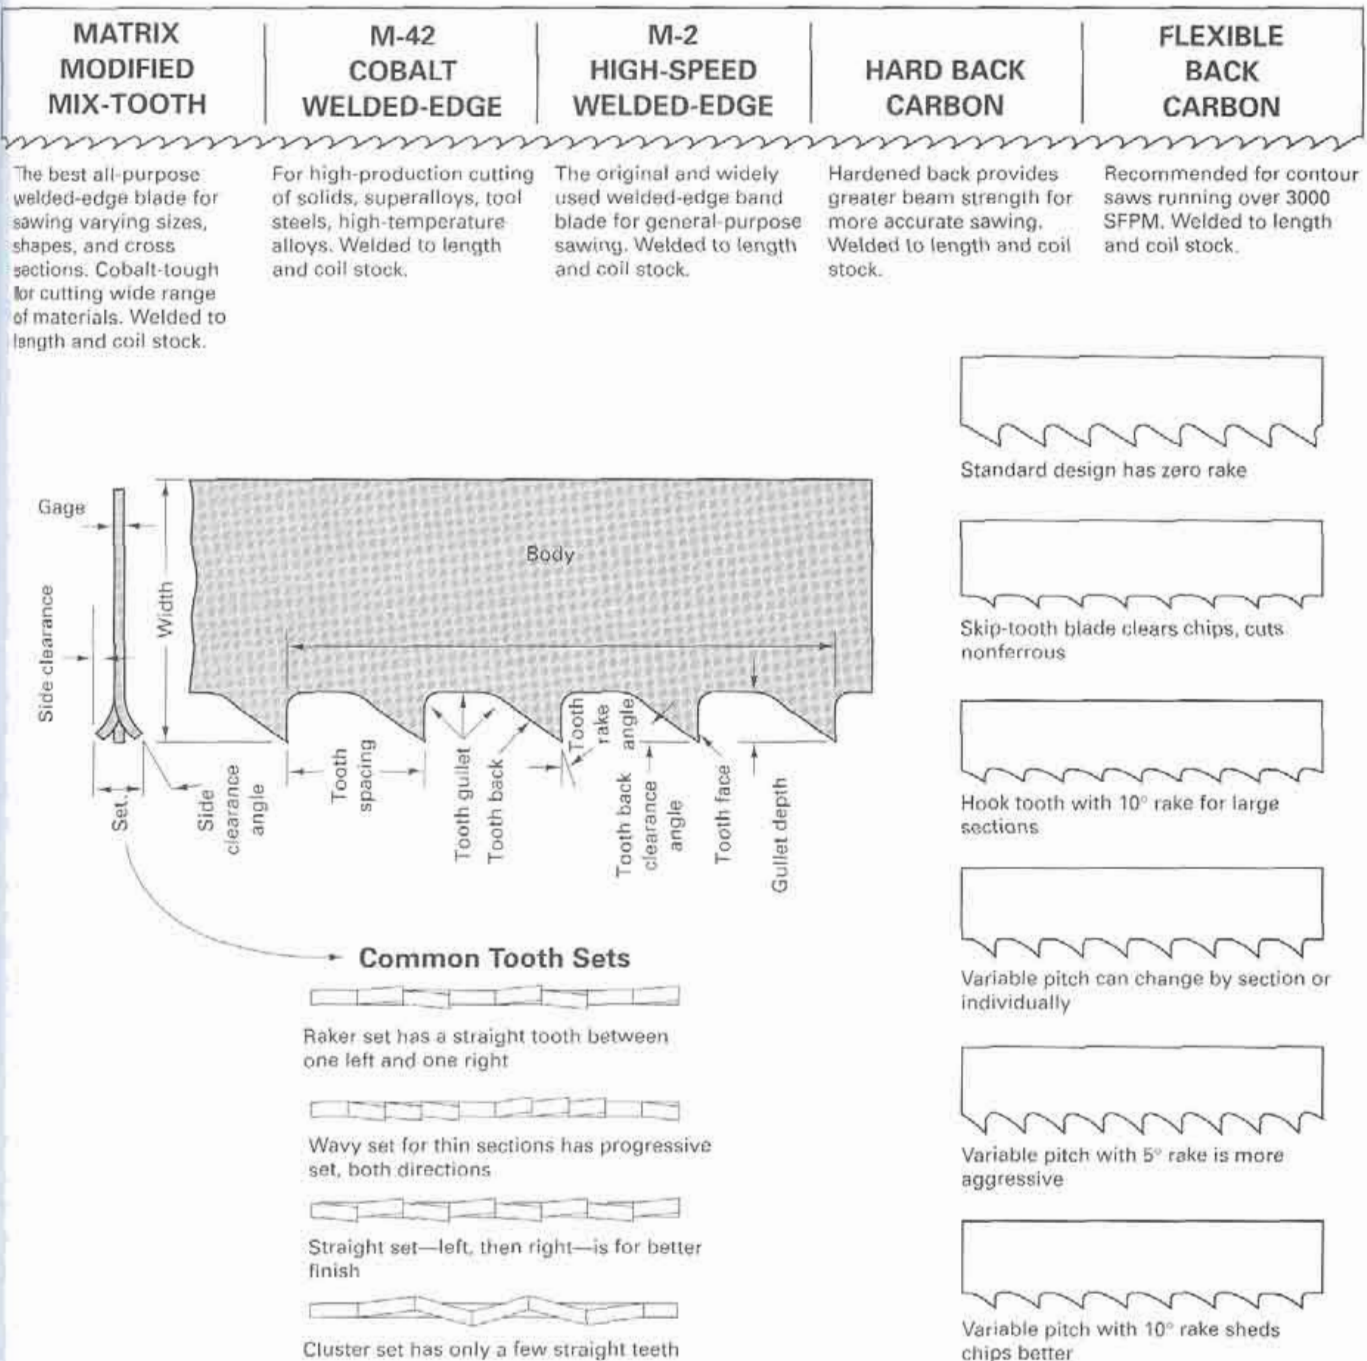 MATRIX
MODIFIED
MIX-TOOTH
M-42
COBALT
WELDED-EDGE
M-2
HIGH-SPEED
WELDED-EDGE
HARD BACK
CARBON
FLEXIBLE
BACK
CARBON
The best all-purpose
welded-edge blade for
sawing varying sizes,
shapes, and cross
sections. Cobalt-tough
for cutting wide range
of materials. Welded to
length and coil stock.
For high-production cutting
of solids, superalloys, tool
steels, high-temperature
alloys. Welded to length
and coil stock.
The original and widely
used welded-edge band
blade for general-purpose
sawing. Welded to length
and coil stock.
Hardened back provides
greater beam strength for
more accurate sawing.
Welded to length and coil
stock.
Recommended for contour
saws running over 3000
SFPM. Welded to length
and coil stock.
Gage
Side clearance
Width
Body
Set.
Side
clearance
angle
Tooth
spacing
Tooth gullet
Tooth back
Tooth
rake
angle
Tooth back
clearance
angle
Tooth face
Gullet depth
Common Tooth Sets
Raker set has a straight tooth between
one left and one right
Wavy set for thin sections has progressive
set, both directions
Straight set—left, then right—is for better
finish
Cluster set has only a few straight teeth
Standard design has zero rake
Skip-tooth blade clears chips, cuts
nonferrous
Hook tooth with 10° rake for large
sections
Variable pitch can change by section or
individually
Variable pitch with 5° rake is more
aggressive
Variable pitch with 10° rake sheds
chips better